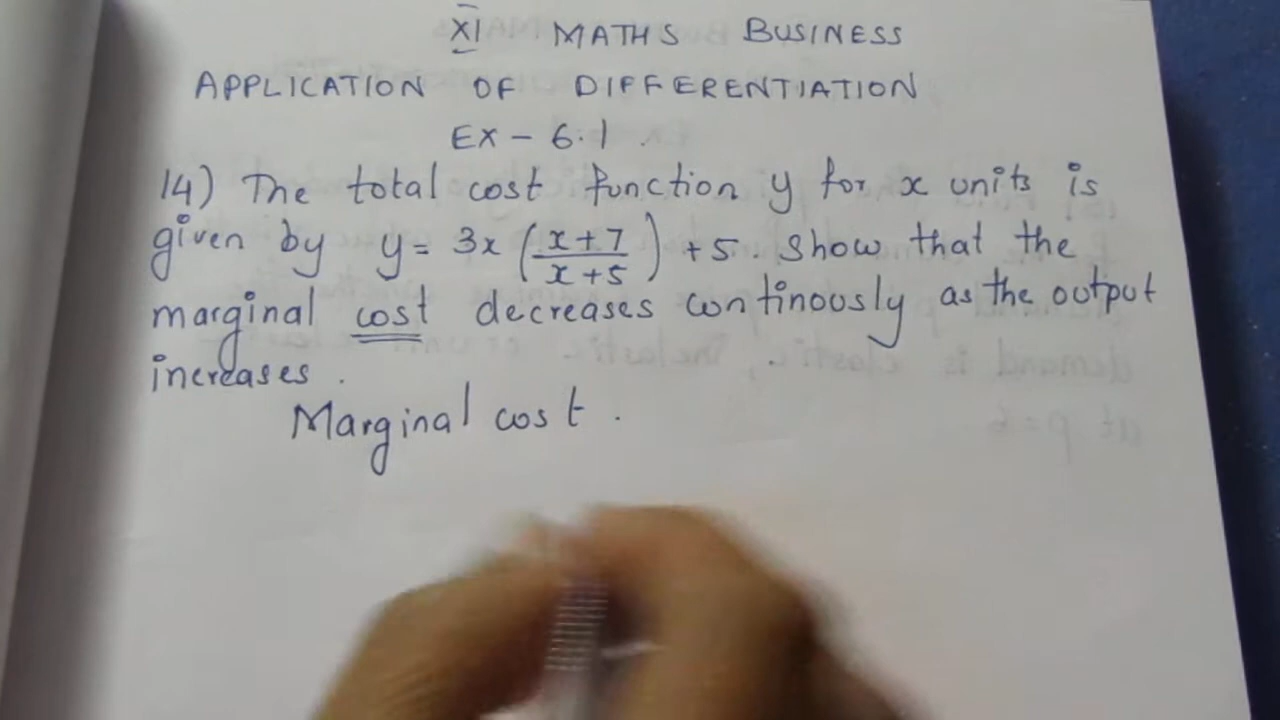 XI MATHS BUSINESS
APPLICATION OF DIFFERENTIATION
EX - 6.1
14) The total cost function y for x units is
given by y = 3x (x+7/x+5) + 5. Show that the
marginal cost decreases continously as the output
increases.
Marginal cost.